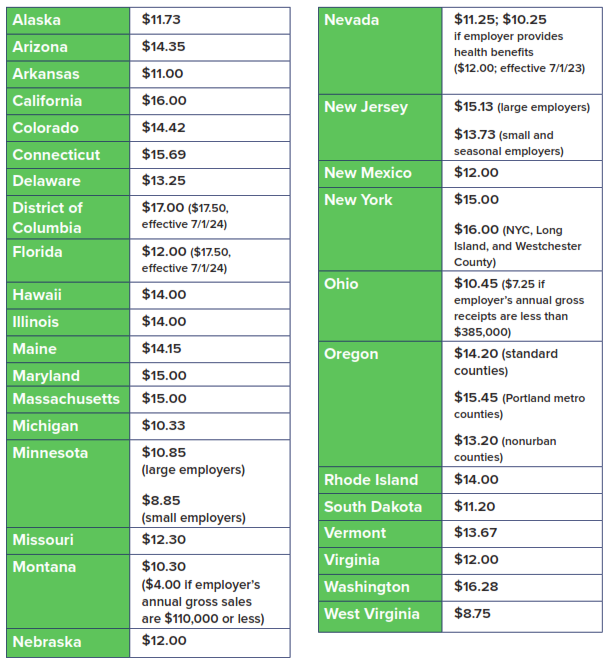 Alaska $11.73
Arizona $14.35
Arkansas $11.00
California $16.00
Colorado $14.42
Connecticut $15.69
Delaware $13.25
District of $17.00 ($17.50,
Columbia effective 7/1/24)
Florida $12.00 ($17.50,
effective 7/1/24)
Hawaii $14.00
Illinois $14.00
Maine $14.15
Maryland $15.00
Massachusetts $15.00
Michigan $10.33
Minnesota $10.85
(large employers)
$8.85
(small employers)
Missouri $12.30
Montana $10.30
($4.00 if employer's
annual gross sales
are $110,000 or less)
Nebraska $12.00
Nevada $11.25; $10.25
if employer provides
health benefits
($12.00; effective 7/1/23)
New Jersey $15.13 (large employers)
$13.73 (small and
seasonal employers)
New Mexico $12.00
New York $15.00
$16.00 (NYC, Long
Island, and Westchester
County)
Ohio $10.45 ($7.25 if
employer's annual gross
receipts are less than
$385,000)
Oregon $14.20 (standard
counties)
$15.45 (Portland metro
counties)
$13.20 (nonurban
counties)
Rhode Island $14.00
South Dakota $11.20
Vermont $13.67
Virginia $12.00
Washington $16.28
West Virginia $8.75